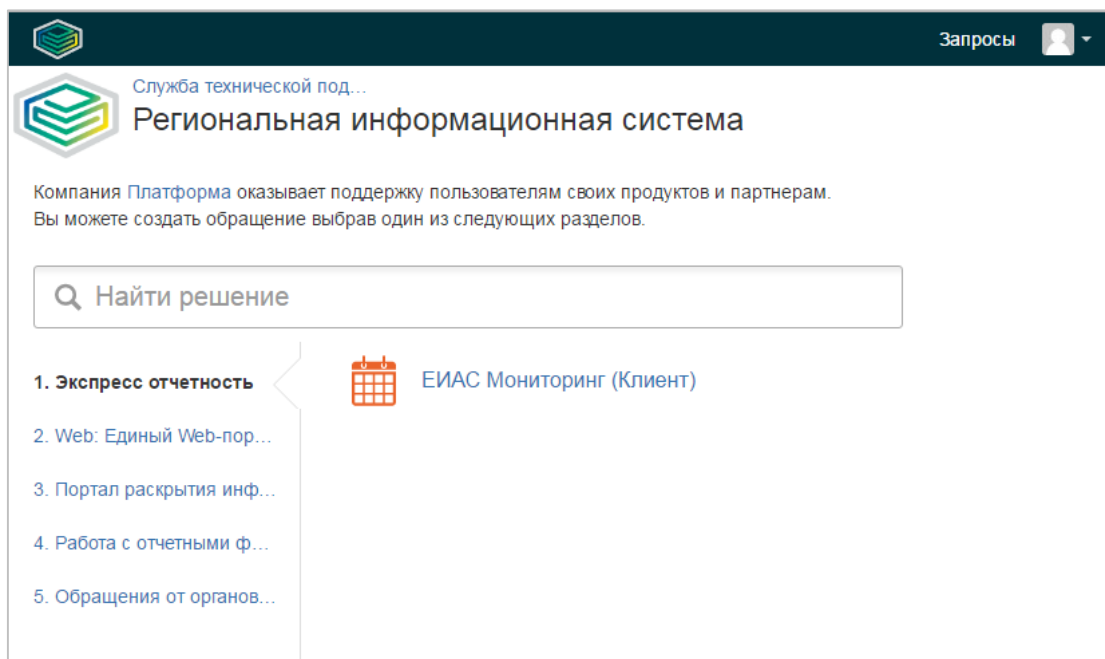 Запросы
Служба технической под...
Региональная информационная система
Компания Платформа оказывает поддержку пользователям своих продуктов и партнерам.
Вы можете создать обращение выбрав один из следующих разделов.
Найти решение
1. Экспресс отчетность
ЕИАС Мониторинг (Клиент)
2. Web: Единый Web-пор...
3. Портал раскрытия инф...
4. Работа с отчетными ф...
5. Обращения от органов...